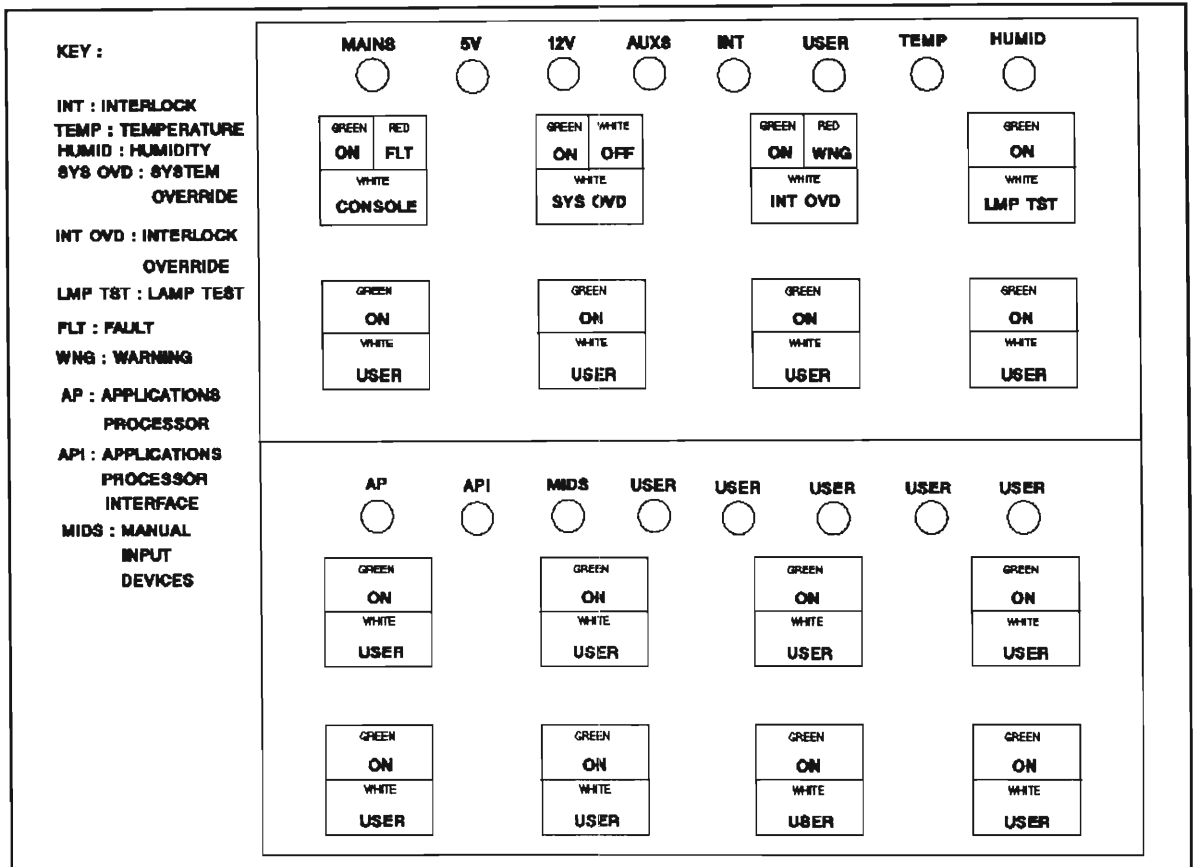 KEY :
INT : INTERLOCK
TEMP : TEMPERATURE
HUMID : HUMIDITY
SYS OVD : SYSTEM
OVERRIDE
INT OVD : INTERLOCK
OVERRIDE
LMP TST : LAMP TEST
FLT : FAULT
WNG : WARNING
AP : APPLICATIONS
PROCESSOR
API : APPLICATIONS
PROCESSOR
INTERFACE
MIDS : MANUAL
INPUT
DEVICES
MAINS 5V 12V AUXS INT USER TEMP HUMID
GREEN RED GREEN WHITE GREEN RED GREEN
ON FLT ON OFF ON WNG ON
WHITE WHITE WHITE WHITE
CONSOLE SYS OVD INT OVD LMP TST
GREEN GREEN GREEN GREEN
ON ON ON ON
WHITE WHITE WHITE WHITE
USER USER USER USER
AP API MIDS USER USER USER USER USER
GREEN GREEN GREEN GREEN
ON ON ON ON
WHITE WHITE WHITE WHITE
USER USER USER USER
GREEN GREEN GREEN GREEN
ON ON ON ON
WHITE WHITE WHITE WHITE
USER USER USER USER